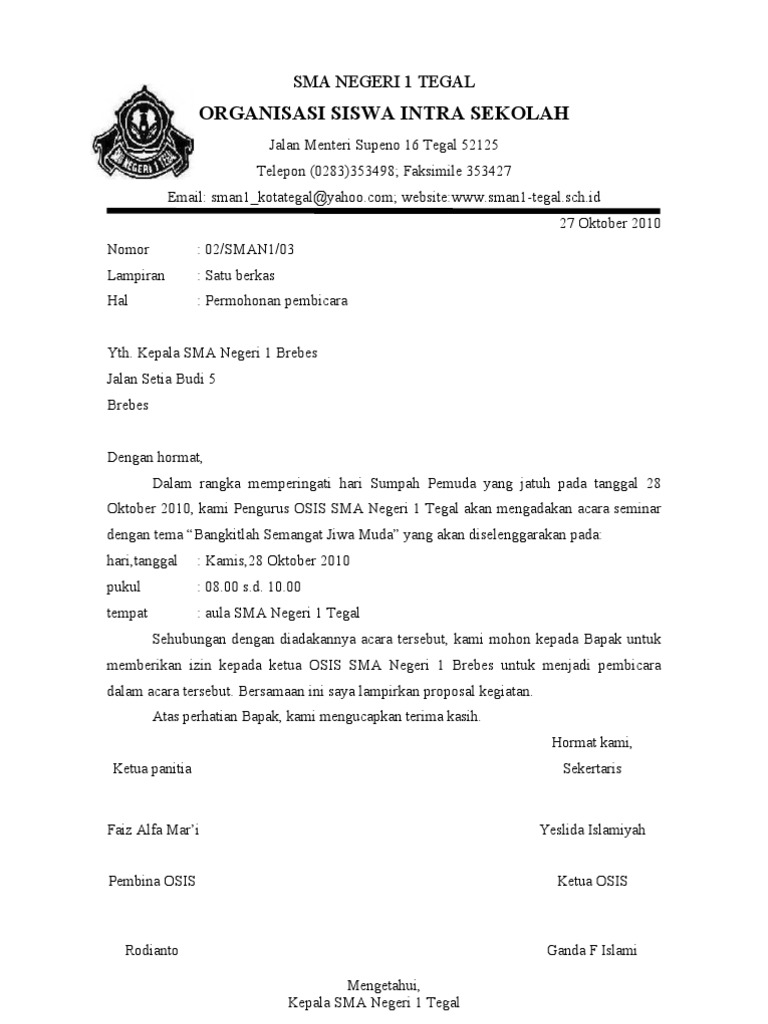 SMA NEGERI 1 TEGAL
ORGANISASI SISWA INTRA SEKOLAH
Jalan Menteri Supeno 16 Tegal 52125
Telepon (0283)353498; Faksimile 353427
Email: sman1_kotategal@yahoo.com; website:www.sman1-tegal.sch.id
SMA NEGERI 1 TEGAL
27 Oktober 2010
Nomor : 02/SMAN1/03
Lampiran : Satu berkas
Hal : Permohonan pembicara
Yth. Kepala SMA Negeri 1 Brebes
Jalan Setia Budi 5
Brebes
Dengan hormat,
Dalam rangka memperingati hari Sumpah Pemuda yang jatuh pada tanggal 28
Oktober 2010, kami Pengurus OSIS SMA Negeri 1 Tegal akan mengadakan acara seminar
dengan tema “Bangkitlah Semangat Jiwa Muda” yang akan diselenggarakan pada:
hari,tanggal : Kamis,28 Oktober 2010
pukul : 08.00 s.d. 10.00
tempat : aula SMA Negeri 1 Tegal
Sehubungan dengan diadakannya acara tersebut, kami mohon kepada Bapak untuk
memberikan izin kepada ketua OSIS SMA Negeri 1 Brebes untuk menjadi pembicara
dalam acara tersebut. Bersamaan ini saya lampirkan proposal kegiatan.
Atas perhatian Bapak, kami mengucapkan terima kasih.
Hormat kami,
Ketua panitia Sekertaris
Faiz Alfa Mar’i Yeslida Islamiyah
Pembina OSIS Ketua OSIS
Rodianto Ganda F Islami
Mengetahui,
Kepala SMA Negeri 1 Tegal